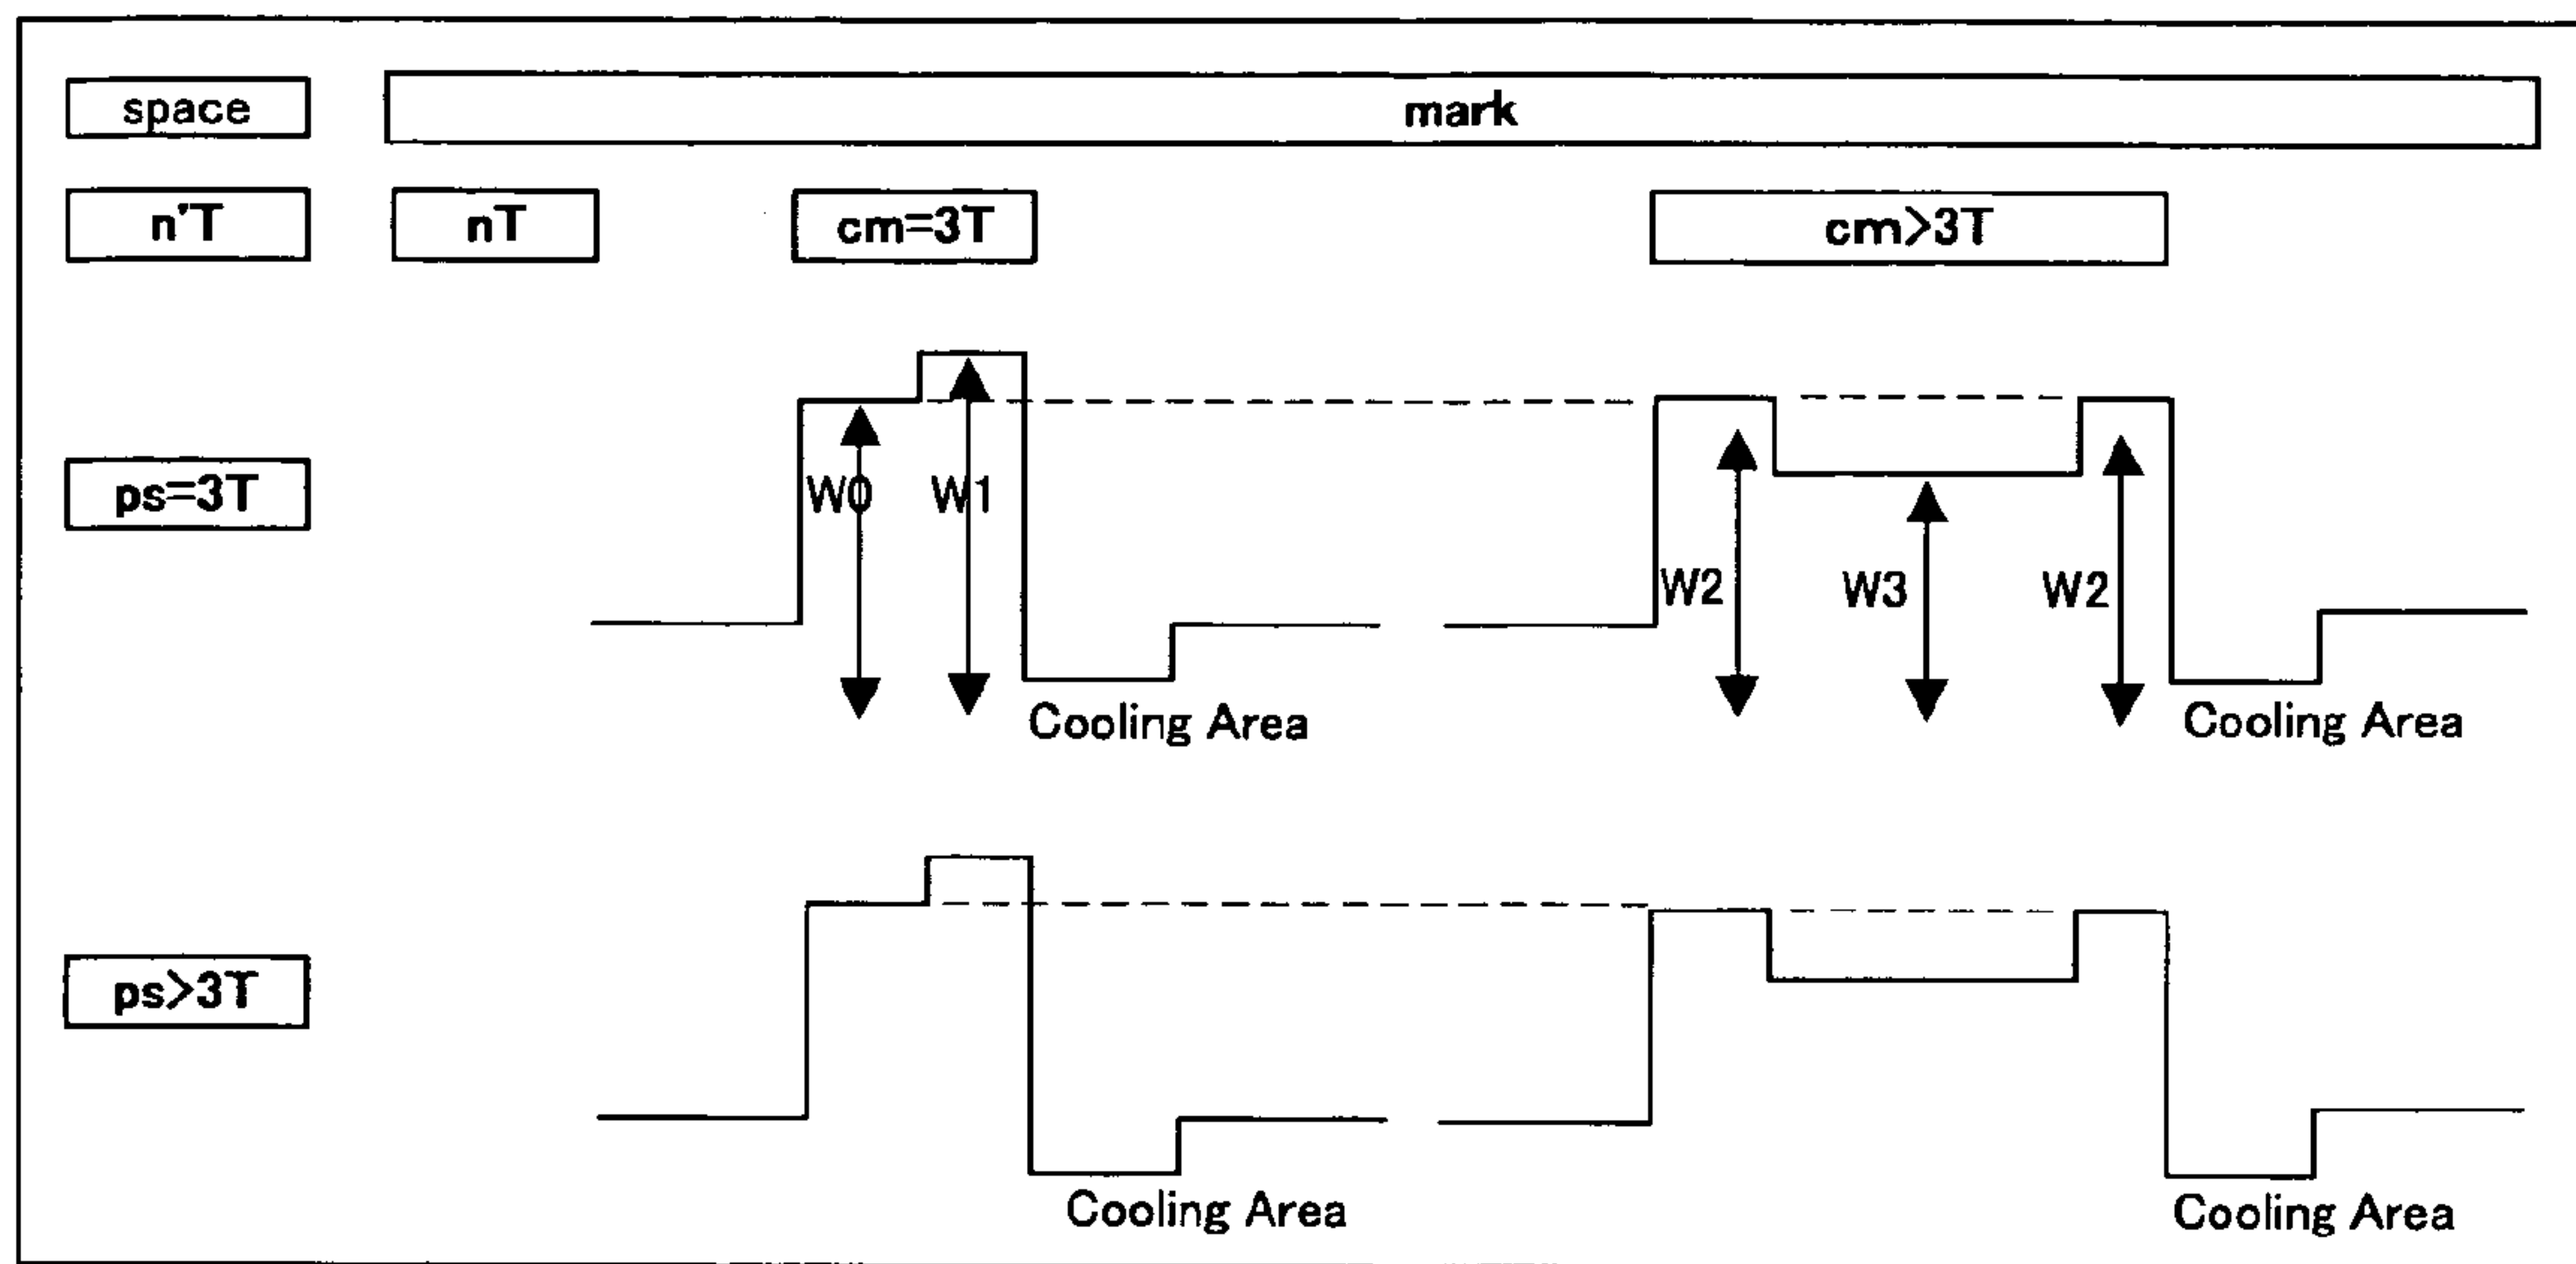 space mark
n'T nT cm=3T cm>3T
ps=3T
W0 W1
W2 W3 W2
Cooling Area Cooling Area
ps>3T
Cooling Area Cooling Area